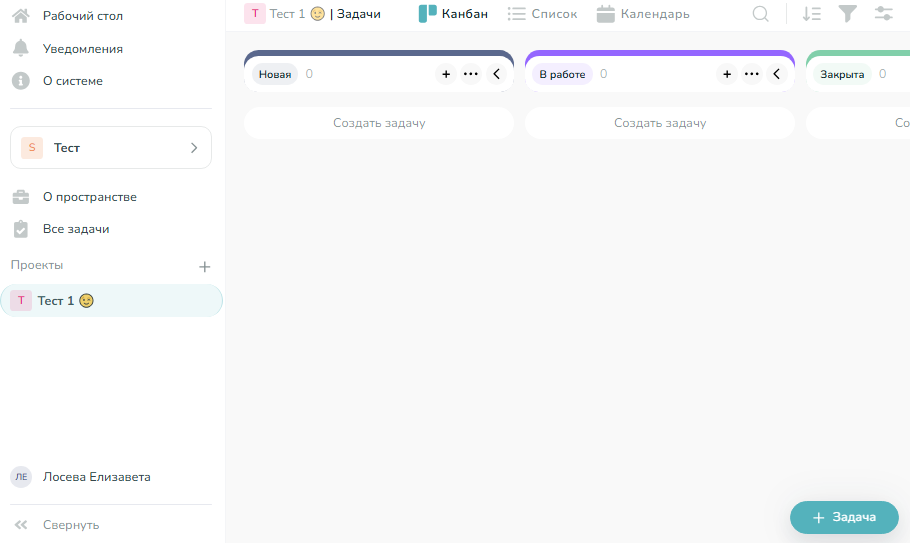 Рабочий стол
Уведомления
О системе
S Тест
О пространстве
Все задачи
Проекты
T Тест 1
ЛЕ Лосева Елизавета
Свернуть
T Тест 1 | Задачи Канбан Список Календарь
Новая 0
В работе 0
Закрыта 0
Создать задачу
Создать задачу
Со
+ Задача